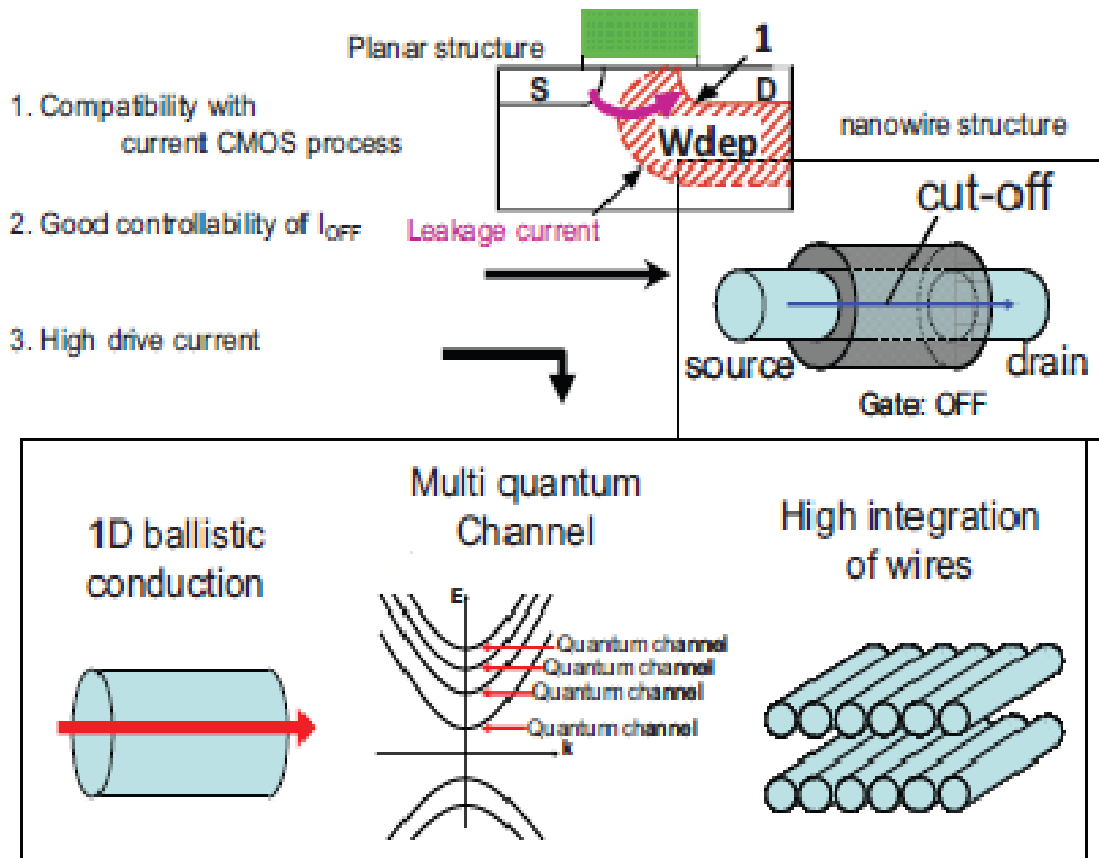 Planar structure
1
S
D
Wdep
1. Compatibility with
current CMOS process
nanowire structure
cut-off
2. Good controllability of IOFF
Leakage current
3. High drive current
source
drain
Gate: OFF
1D ballistic
conduction
Multi quantum
Channel
High integration
of wires
E
Quantum channel
Quantum channel
Quantum channel
Quantum channel
k